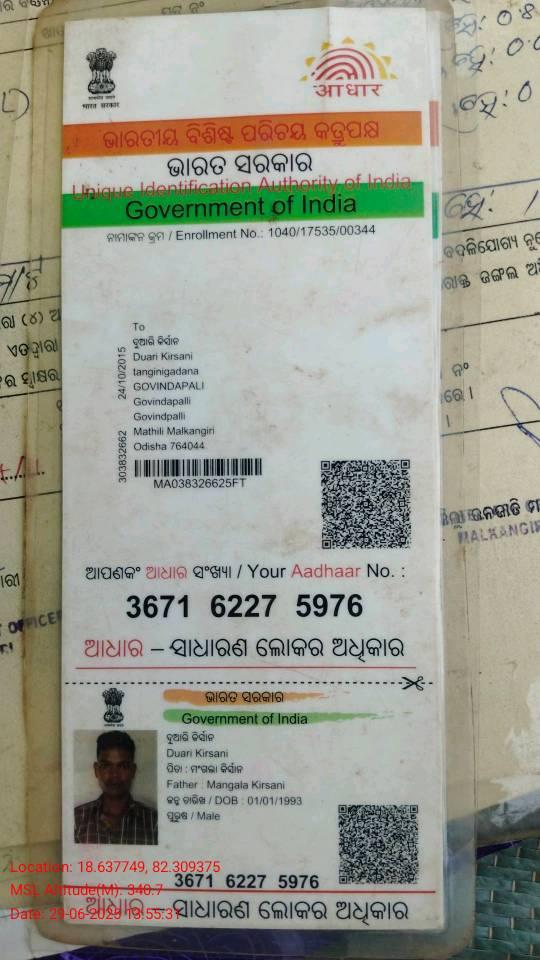 भारत सरकार
आधार
ଭାରତୀୟ ବିଶିଷ୍ଟ ପରିଚୟ କର୍ତ୍ତୃପକ୍ଷ
ଭାରତ ସରକାର
Unique Identification Authority of India
Government of India
ନାମାଙ୍କନ କ୍ରମ / Enrollment No.: 1040/17535/00344
To
ଦୁଆରି କିର୍ସାନି
Duari Kirsani
tanginigadana
GOVINDAPALI
Govindapalli
Govindpalli
Mathili Malkangiri
Odisha 764044
303832662 24/10/2015
MA038326625FT
ଆପଣଙ୍କ ଆଧାର ସଂଖ୍ୟା / Your Aadhaar No. :
3671 6227 5976
ଆଧାର – ସାଧାରଣ ଲୋକର ଅଧିକାର
ଭାରତ ସରକାର
Government of India
ଦୁଆରି କିର୍ସାନି
Duari Kirsani
ପିତା : ମଂଗଲା କିର୍ସାନି
Father : Mangala Kirsani
ଜନ୍ମ ତାରିଖ / DOB : 01/01/1993
ପୁରୁଷ / Male
3671 6227 5976
ଆଧାର – ସାଧାରଣ ଲୋକର ଅଧିକାର
Location: 18.637749, 82.309375
MSL Altitude(M): 340.7
Date: 29-06-2025 13:55:31